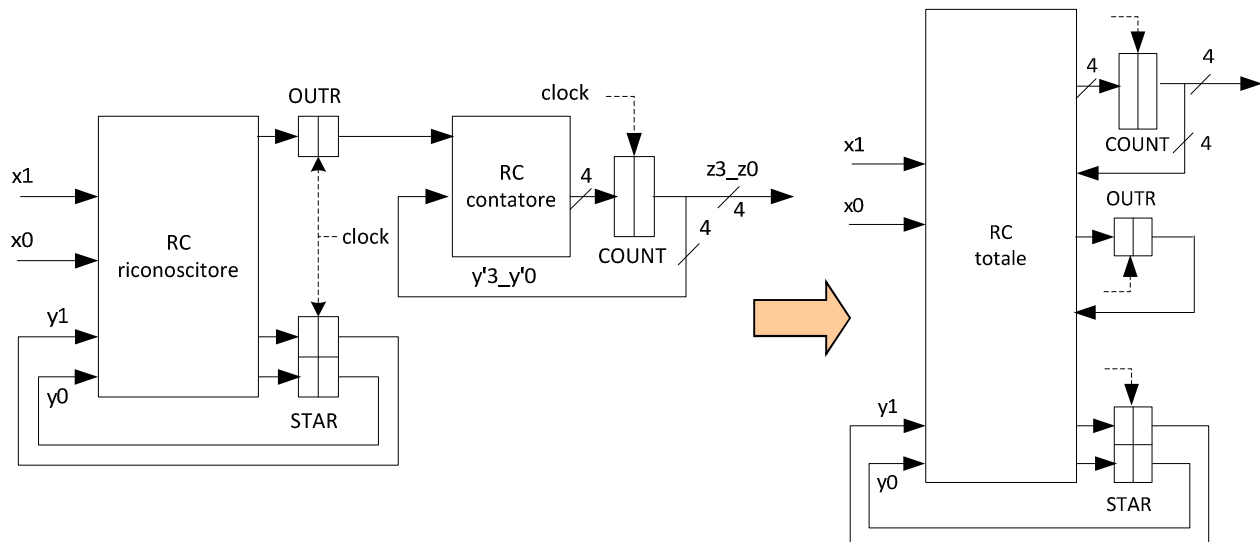 OUTR
x1
x0
RC
riconoscitore
clock
y1
y0
STAR
clock
RC
contatore
4
COUNT
z3_z0
4
4
y'3_y'0
x1
x0
RC
totale
4
COUNT
4
4
OUTR
y1
y0
STAR